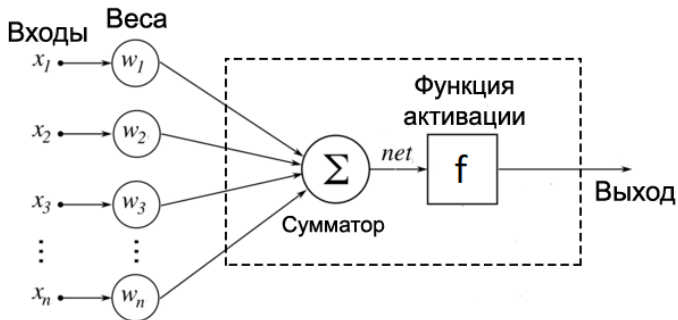 Входы
Веса
x1
w1
x2
w2
x3
w3
xn
wn
Σ
Сумматор
net
Функция
активации
f
Выход